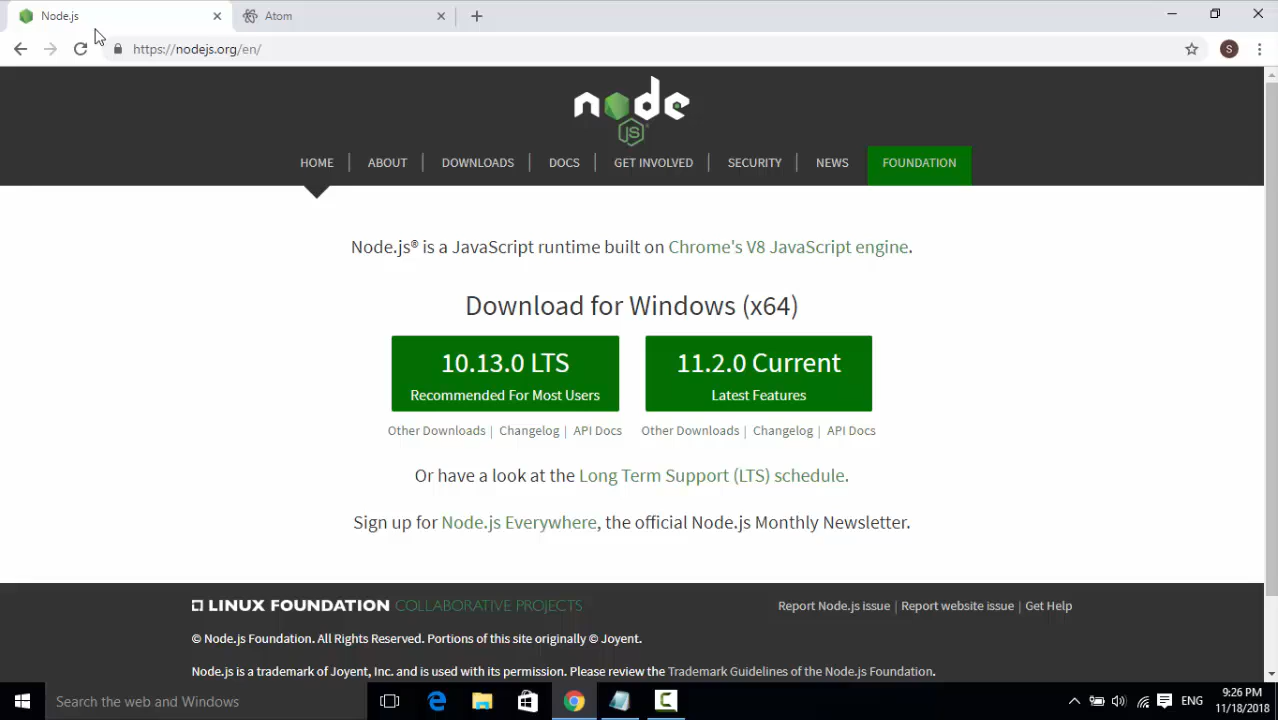 Node.js
Atom
https://nodejs.org/en/
S
node
JS
HOME | ABOUT | DOWNLOADS | DOCS | GET INVOLVED | SECURITY | NEWS FOUNDATION
Node.js® is a JavaScript runtime built on Chrome's V8 JavaScript engine.
Download for Windows (x64)
10.13.0 LTS
Recommended For Most Users
11.2.0 Current
Latest Features
Other Downloads | Changelog | API Docs
Other Downloads | Changelog | API Docs
Or have a look at the Long Term Support (LTS) schedule.
Sign up for Node.js Everywhere, the official Node.js Monthly Newsletter.
LINUX FOUNDATION COLLABORATIVE PROJECTS
Report Node.js issue | Report website issue | Get Help
© Node.js Foundation. All Rights Reserved. Portions of this site originally © Joyent.
Node.js is a trademark of Joyent, Inc. and is used with its permission. Please review the Trademark Guidelines of the Node.js Foundation.
Search the web and Windows
ENG
9:26 PM
11/18/2018